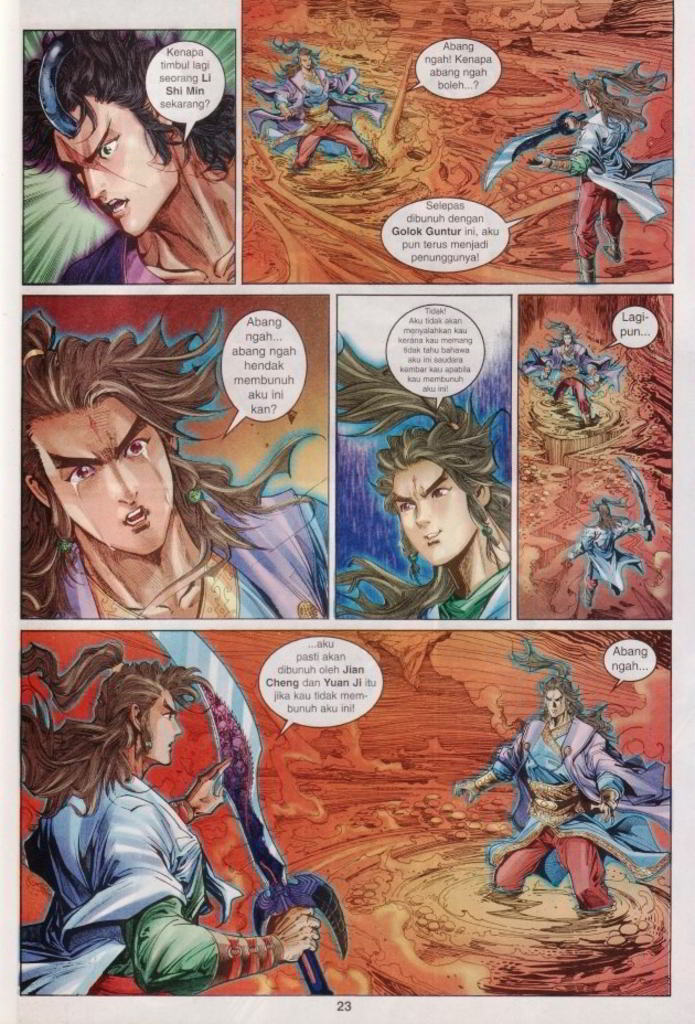 Kenapa
timbul lagi
seorang Li
Shi Min
sekarang?
Abang
ngah! Kenapa
abang ngah
boleh...?
Selepas
dibunuh dengan
Golok Guntur ini, aku
pun terus menjadi
penunggunya!
Abang
ngah...
abang ngah
hendak
membunuh
aku ini
kan?
Tidak!
Aku tidak akan
menyalahkan kau
kerana kau memang
tidak tahu bahawa
aku ini saudara
kembar kau apabila
kau membunuh
aku ini!
Lagi-
pun...
...aku
pasti akan
dibunuh oleh Jian
Cheng dan Yuan Ji itu
jika kau tidak mem-
bunuh aku ini!
Abang
ngah...
23